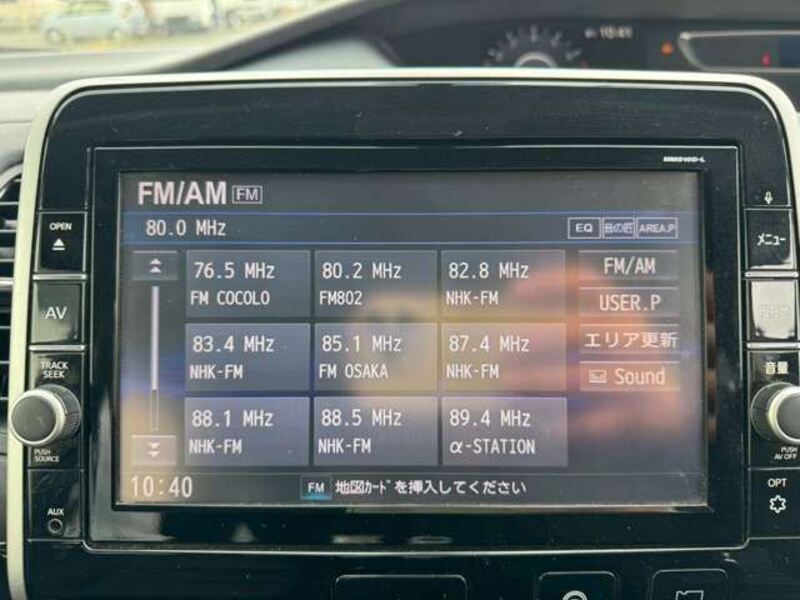 10:41
MM516D-L
FM/AM FM
80.0 MHz
EQ 音の匠 AREA.P
76.5 MHz 80.2 MHz 82.8 MHz FM/AM
FM COCOLO FM802 NHK-FM
USER.P
83.4 MHz 85.1 MHz 87.4 MHz エリア更新
NHK-FM FM OSAKA NHK-FM
Sound
88.1 MHz 88.5 MHz 89.4 MHz
NHK-FM NHK-FM α-STATION
10:40 FM 地図カードを挿入してください
OPEN
AV
TRACK
SEEK
PUSH
SOURCE
AUX
メニュー
音量
PUSH
AV OFF
OPT